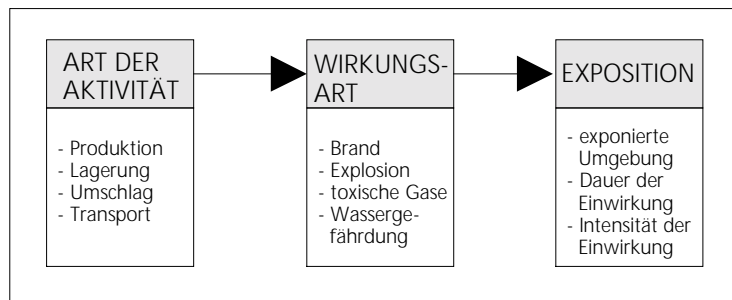 ART DER
AKTIVITÄT
- Produktion
- Lagerung
- Umschlag
- Transport
WIRKUNGS-
ART
- Brand
- Explosion
- toxische Gase
- Wasserge-
fährdung
EXPOSITION
- exponierte
Umgebung
- Dauer der
Einwirkung
- Intensität der
Einwirkung